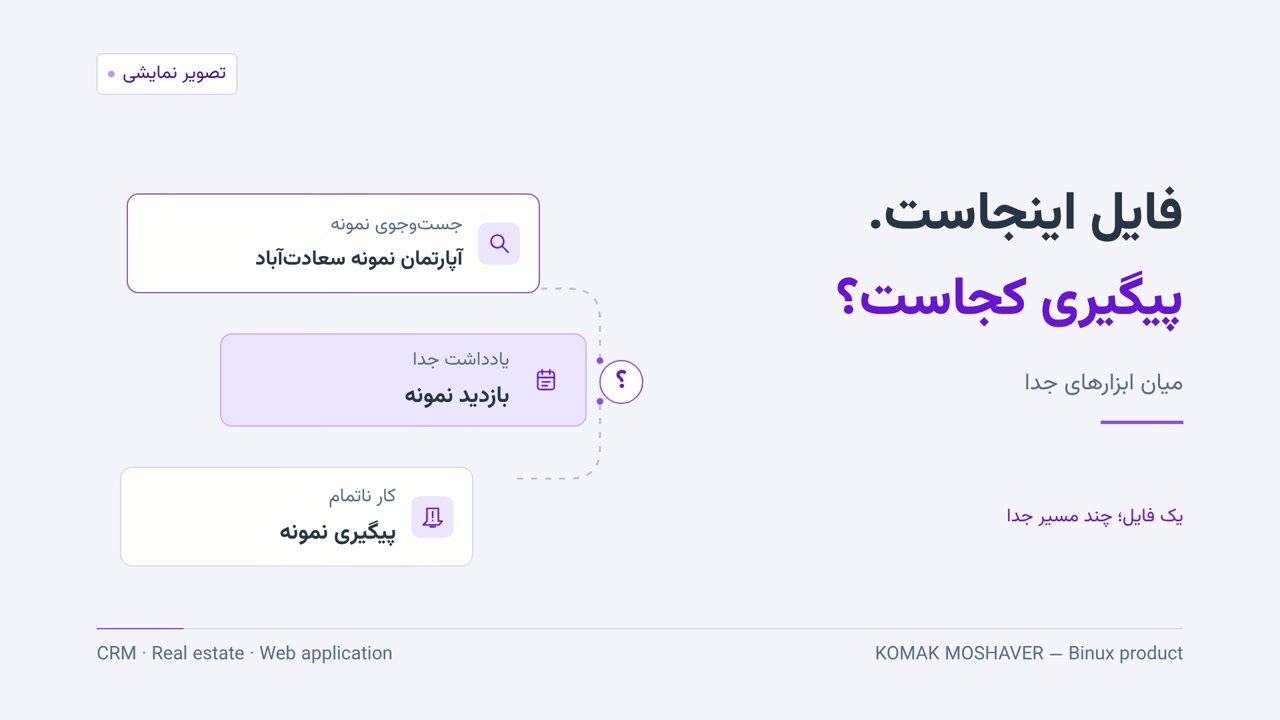 تصویر نمایشی
فایل اینجاست.
پیگیری کجاست؟
میان ابزارهای جدا
یک فایل؛ چند مسیر جدا
جست‌وجوی نمونه
آپارتمان نمونه سعادت‌آباد
یادداشت جدا
بازدید نمونه
؟
کار ناتمام
پیگیری نمونه
CRM · Real estate · Web application
KOMAK MOSHAVER — Binux product